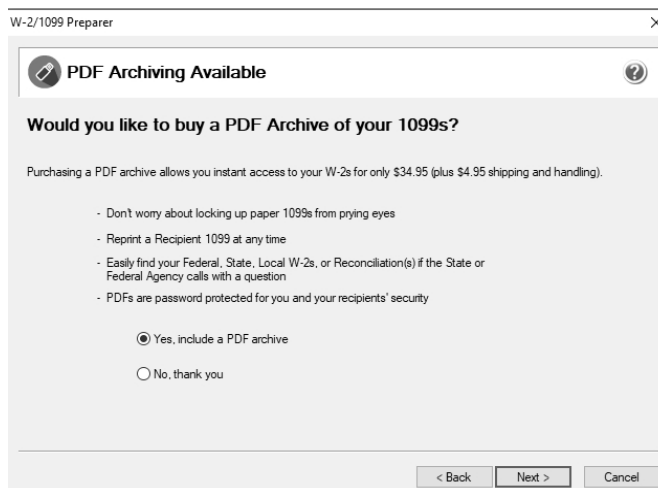 W-2/1099 Preparer
PDF Archiving Available
Would you like to buy a PDF Archive of your 1099s?
Purchasing a PDF archive allows you instant access to your W-2s for only $34.95 (plus $4.95 shipping and handling).
- Don't worry about locking up paper 1099s from prying eyes
- Reprint a Recipient 1099 at any time
- Easily find your Federal, State, Local W-2s, or Reconciliation(s) if the State or
Federal Agency calls with a question
- PDFs are password protected for you and your recipients' security
Yes, include a PDF archive
No, thank you
< Back Next > Cancel